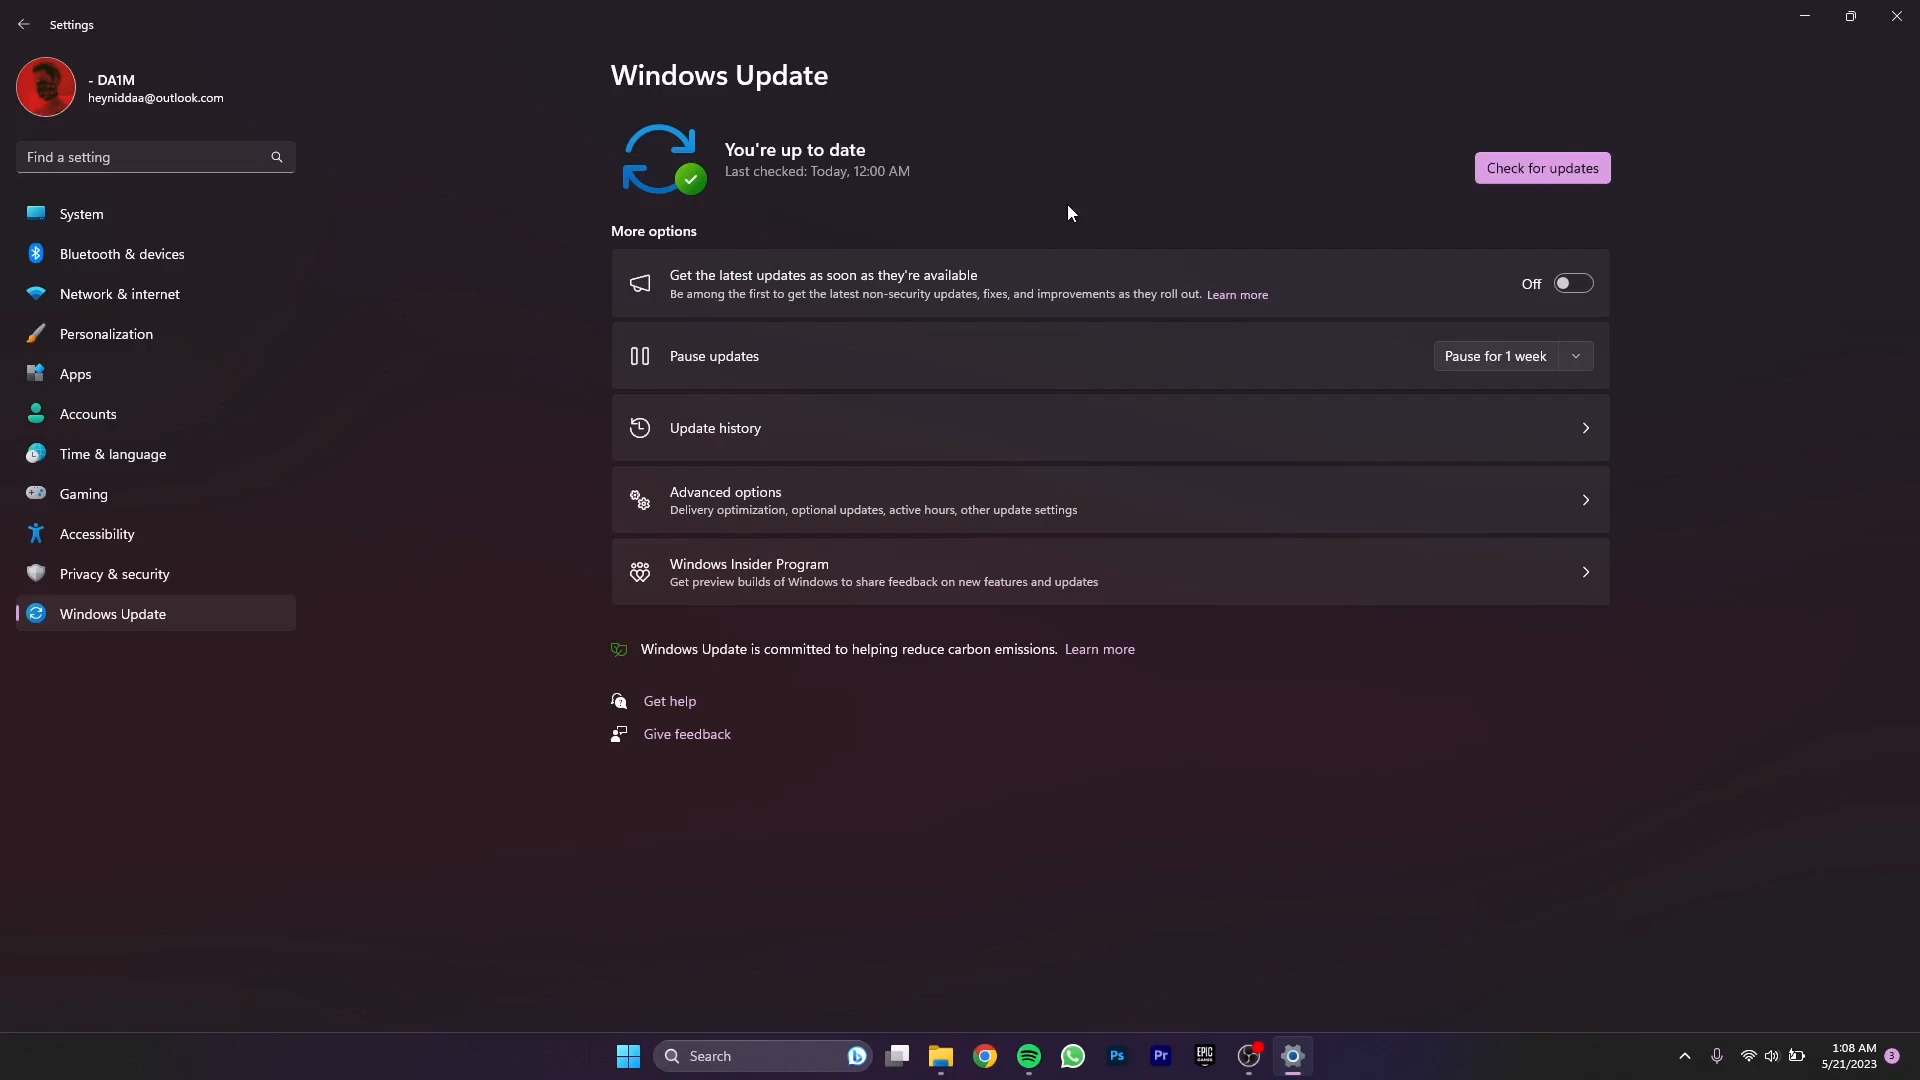 Settings
- DA1M
heyniddaa@outlook.com
Find a setting
System
Bluetooth & devices
Network & internet
Personalization
Apps
Accounts
Time & language
Gaming
Accessibility
Privacy & security
Windows Update
Windows Update
You're up to date
Last checked: Today, 12:00 AM
Check for updates
More options
Get the latest updates as soon as they're available
Be among the first to get the latest non-security updates, fixes, and improvements as they roll out. Learn more
Off
Pause updates
Pause for 1 week
Update history
Advanced options
Delivery optimization, optional updates, active hours, other update settings
Windows Insider Program
Get preview builds of Windows to share feedback on new features and updates
Windows Update is committed to helping reduce carbon emissions. Learn more
Get help
Give feedback
Search
Ps
Pr
EPIC
GAMES
1:08 AM
5/21/2023
3